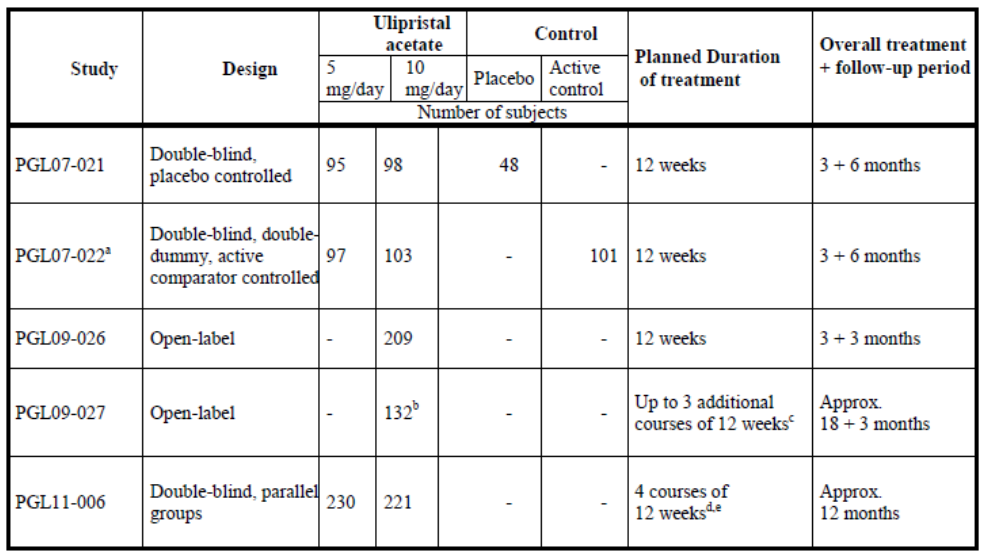 Study Design Ulipristal acetate Control Planned Duration of treatment Overall treatment + follow-up period
5 mg/day 10 mg/day Placebo Active control
Number of subjects
PGL07-021 Double-blind, placebo controlled 95 98 48 - 12 weeks 3 + 6 months
PGL07-022ᵃ Double-blind, double-dummy, active comparator controlled 97 103 - 101 12 weeks 3 + 6 months
PGL09-026 Open-label - 209 - - 12 weeks 3 + 3 months
PGL09-027 Open-label - 132ᵇ - - Up to 3 additional courses of 12 weeksᶜ Approx. 18 + 3 months
PGL11-006 Double-blind, parallel groups 230 221 - - 4 courses of 12 weeksᵈ,ᵉ Approx. 12 months